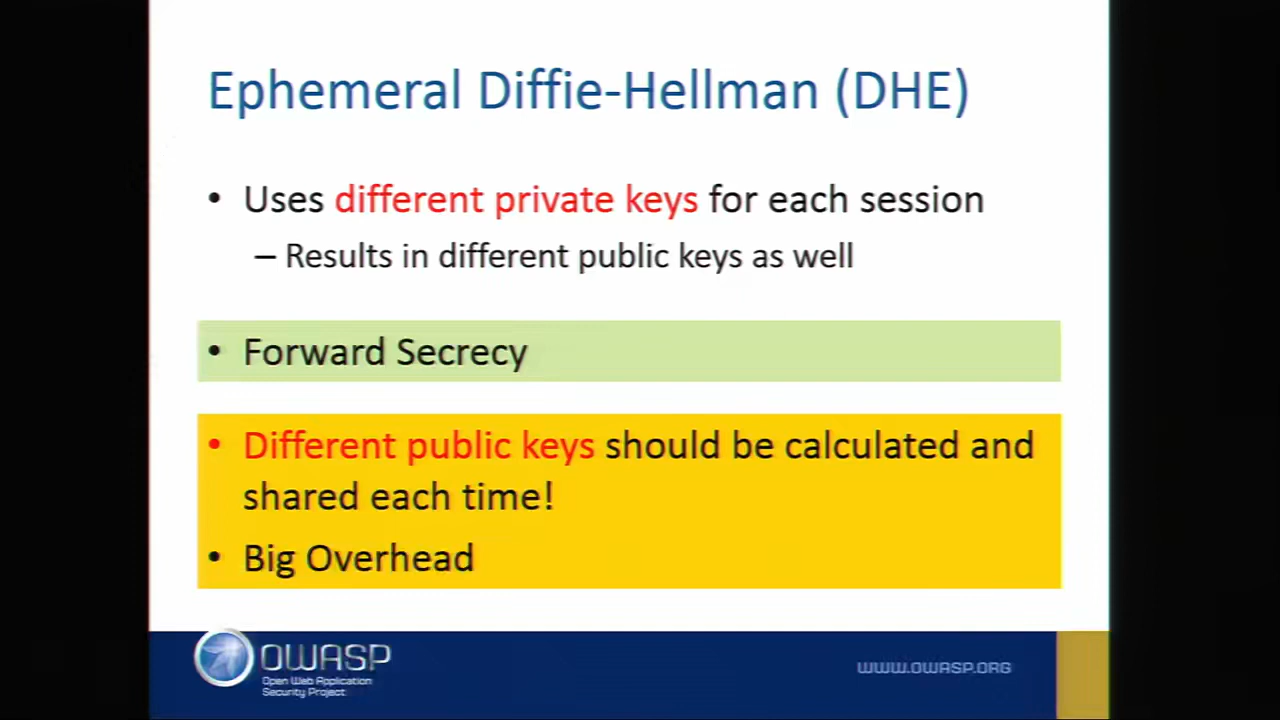 Ephemeral Diffie-Hellman (DHE)
• Uses different private keys for each session
– Results in different public keys as well
• Forward Secrecy
• Different public keys should be calculated and
shared each time!
• Big Overhead
OWASP
Open Web Application
Security Project
WWW.OWASP.ORG